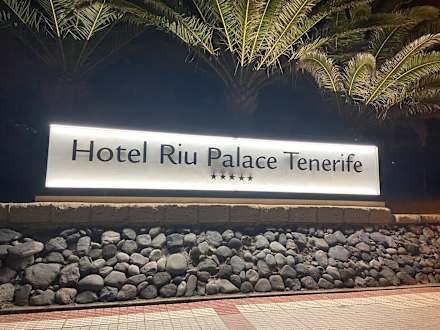 Hotel Riu Palace Tenerife
★★★★★